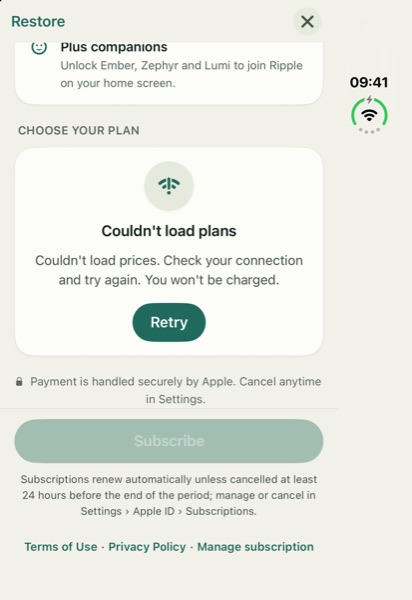 Restore
Plus companions
Unlock Ember, Zephyr and Lumi to join Ripple
on your home screen.
09:41
CHOOSE YOUR PLAN
Couldn't load plans
Couldn't load prices. Check your connection
and try again. You won't be charged.
Retry
Payment is handled securely by Apple. Cancel anytime
in Settings.
Subscribe
Subscriptions renew automatically unless cancelled at least
24 hours before the end of the period; manage or cancel in
Settings › Apple ID › Subscriptions.
Terms of Use · Privacy Policy · Manage subscription